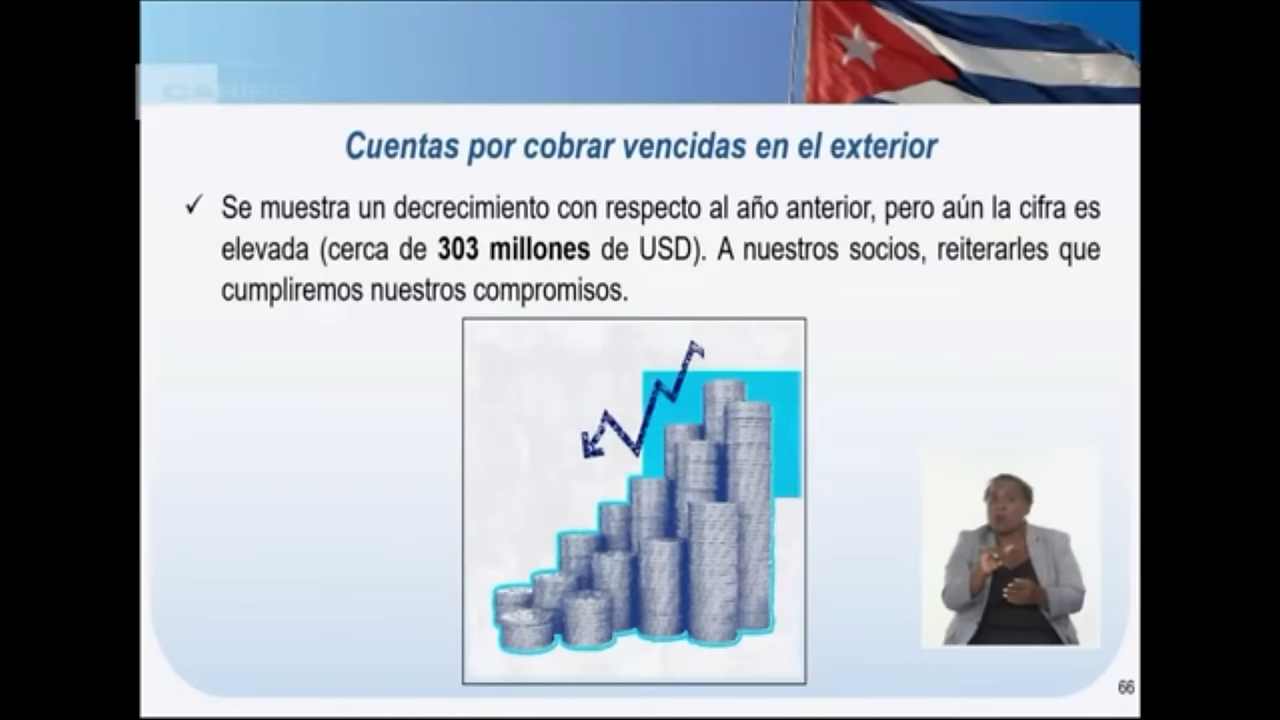 Cuentas por cobrar vencidas en el exterior
✓ Se muestra un decrecimiento con respecto al año anterior, pero aún la cifra es
elevada (cerca de 303 millones de USD). A nuestros socios, reiterarles que
cumpliremos nuestros compromisos.
66